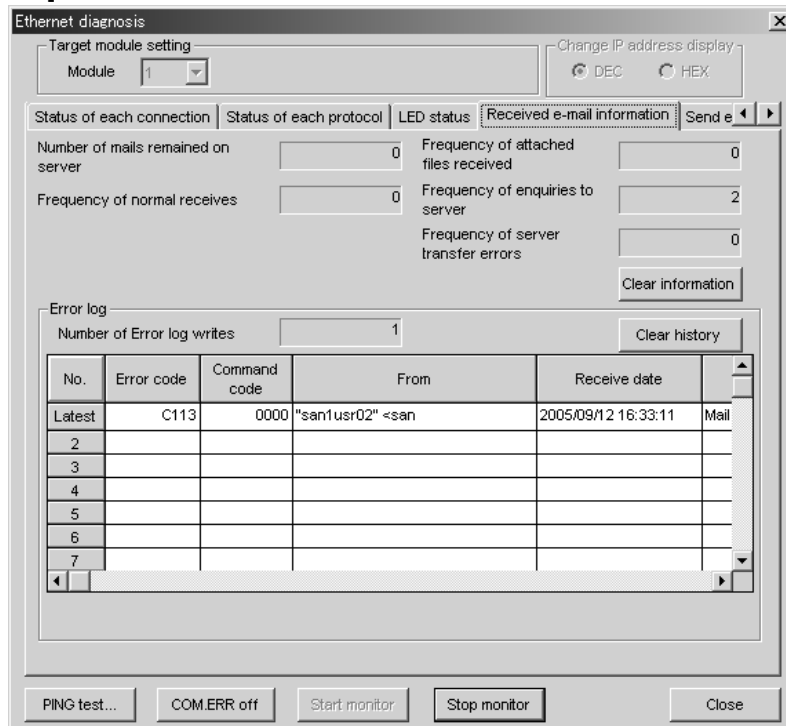 Ethernet diagnosis
Target module setting
Module 1
Change IP address display
DEC HEX
Status of each connection Status of each protocol LED status Received e-mail information Send e
Number of mails remained on
server
0
Frequency of attached
files received
0
Frequency of normal receives
0
Frequency of enquiries to
server
2
Frequency of server
transfer errors
0
Clear information
Error log
Number of Error log writes 1
Clear history
No. Error code Command
code From Receive date
Latest C113 0000 "san1usr02" <san 2005/09/12 16:33:11 Mail
2
3
4
5
6
7
PING test... COM.ERR off Start monitor Stop monitor Close